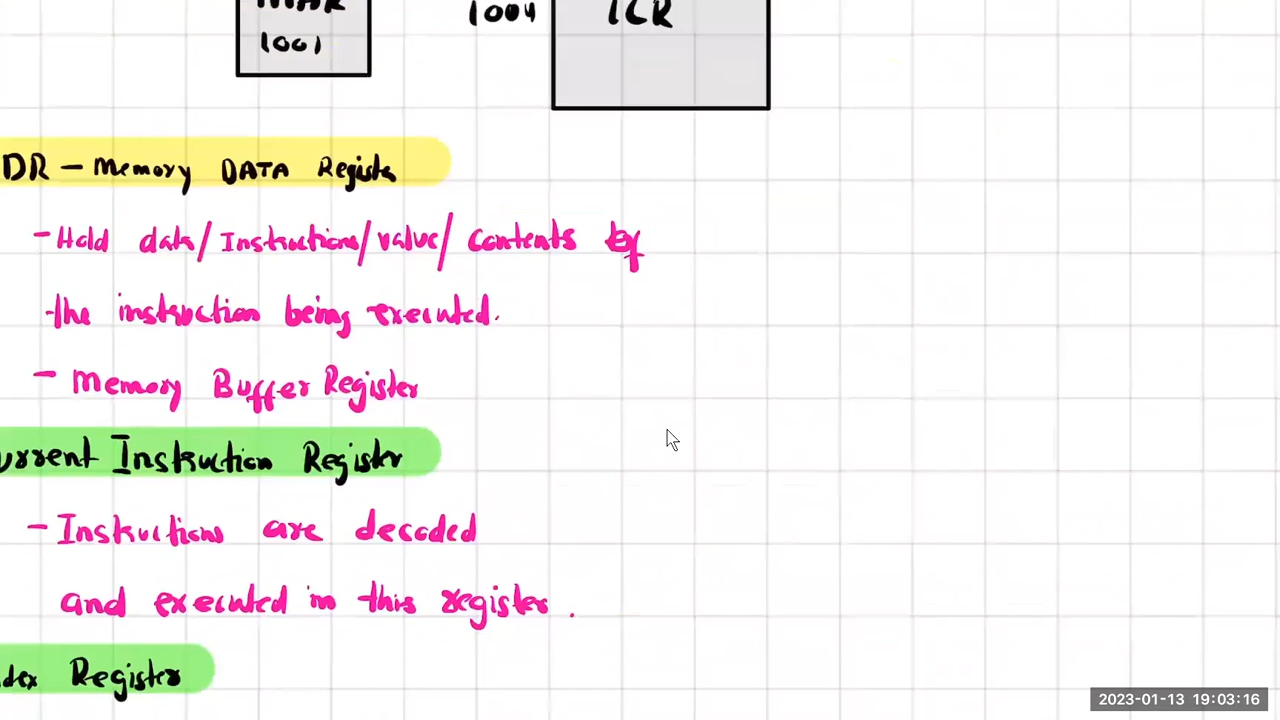 MAR
1001
1004 ICR
DR - Memory DATA Register
- Hold data/Instructions/value/ contents of
the instruction being executed.
- Memory Buffer Register
urrent Instruction Register
- Instructions are decoded
and executed in this register.
dex Register
2023-01-13 19:03:16